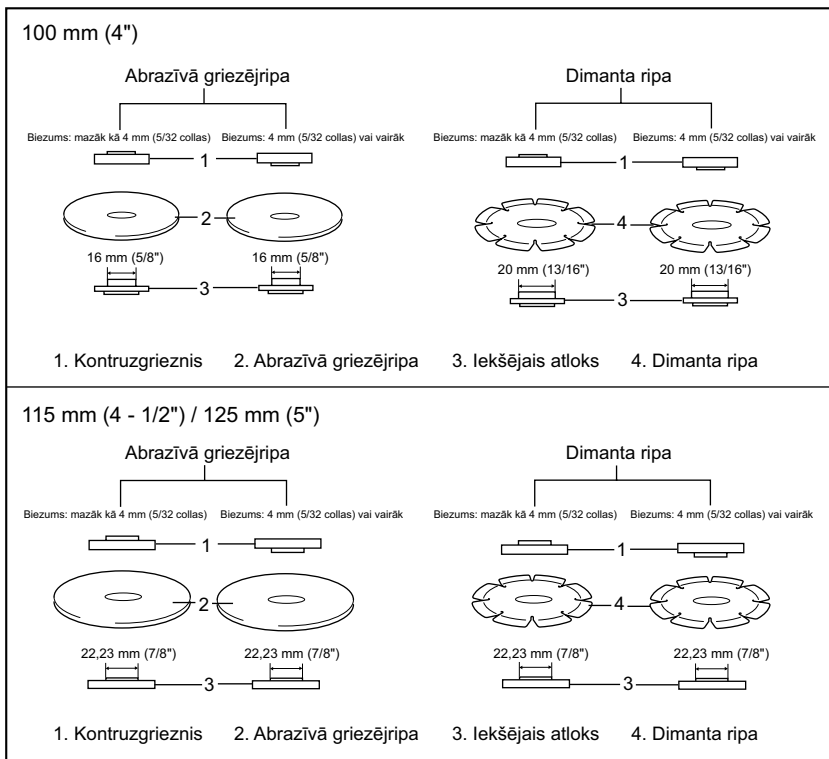 100 mm (4")
Abrazīvā griezējripa Dimanta ripa
Biezums: mazāk kā 4 mm (5/32 collas) Biezums: 4 mm (5/32 collas) vai vairāk Biezums: mazāk kā 4 mm (5/32 collas) Biezums: 4 mm (5/32 collas) vai vairāk
1 1
2 4
16 mm (5/8") 16 mm (5/8") 20 mm (13/16") 20 mm (13/16")
3 3
1. Kontruzgrieznis 2. Abrazīvā griezējripa 3. Iekšējais atloks 4. Dimanta ripa
115 mm (4 - 1/2") / 125 mm (5")
Abrazīvā griezējripa Dimanta ripa
Biezums: mazāk kā 4 mm (5/32 collas) Biezums: 4 mm (5/32 collas) vai vairāk Biezums: mazāk kā 4 mm (5/32 collas) Biezums: 4 mm (5/32 collas) vai vairāk
1 1
2 4
22,23 mm (7/8") 22,23 mm (7/8") 22,23 mm (7/8") 22,23 mm (7/8")
3 3
1. Kontruzgrieznis 2. Abrazīvā griezējripa 3. Iekšējais atloks 4. Dimanta ripa